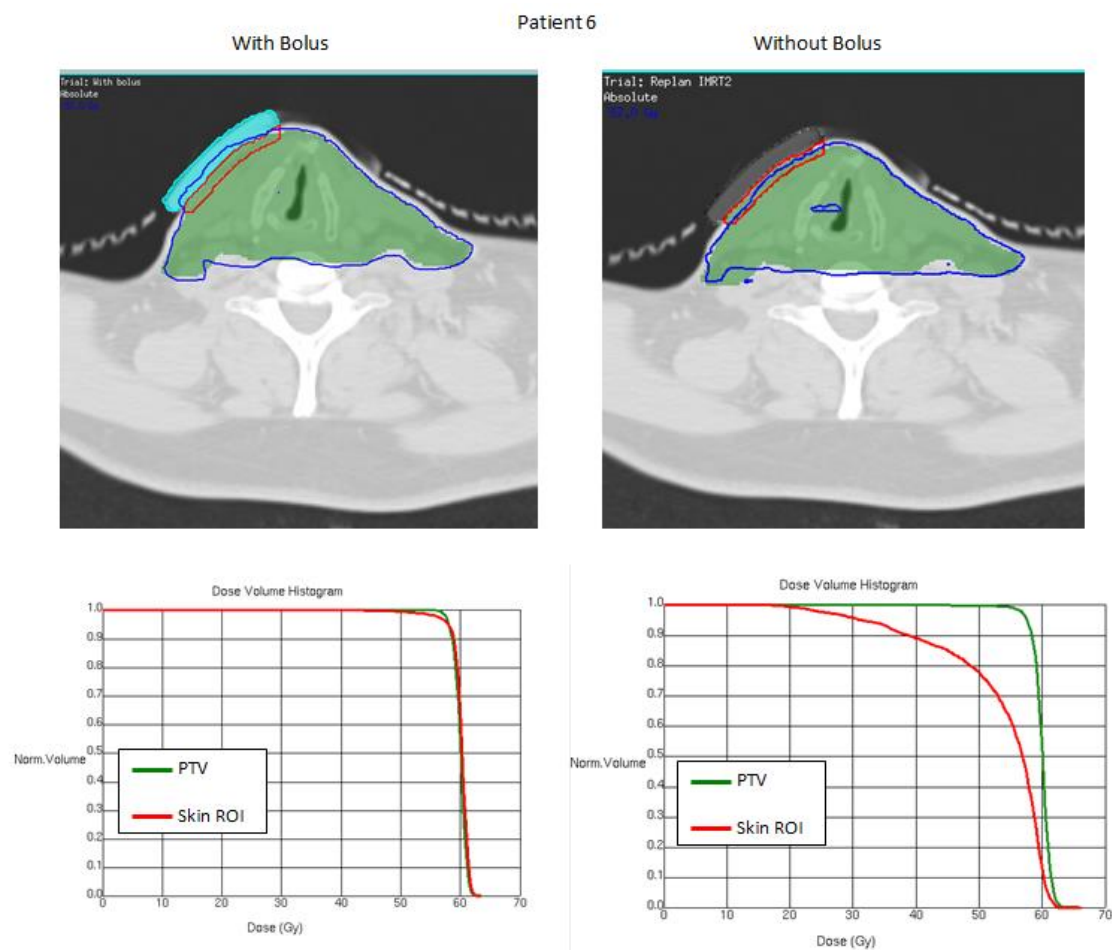 Patient 6
With Bolus
Without Bolus
Trial: With bolus
Absolute
Trial: Replan IMRT2
Absolute
Dose Volume Histogram
1.0
0.9
0.8
0.7
0.6
0.5
Norm.Volume
0.4
0.3
0.2
0.1
0.0
PTV
Skin ROI
0 10 20 30 40 50 60 70
Dose (Gy)
Dose Volume Histogram
1.0
0.9
0.8
0.7
0.6
0.5
Norm.Volume
0.4
0.3
0.2
0.1
0.0
PTV
Skin ROI
0 10 20 30 40 50 60 70
Dose (Gy)